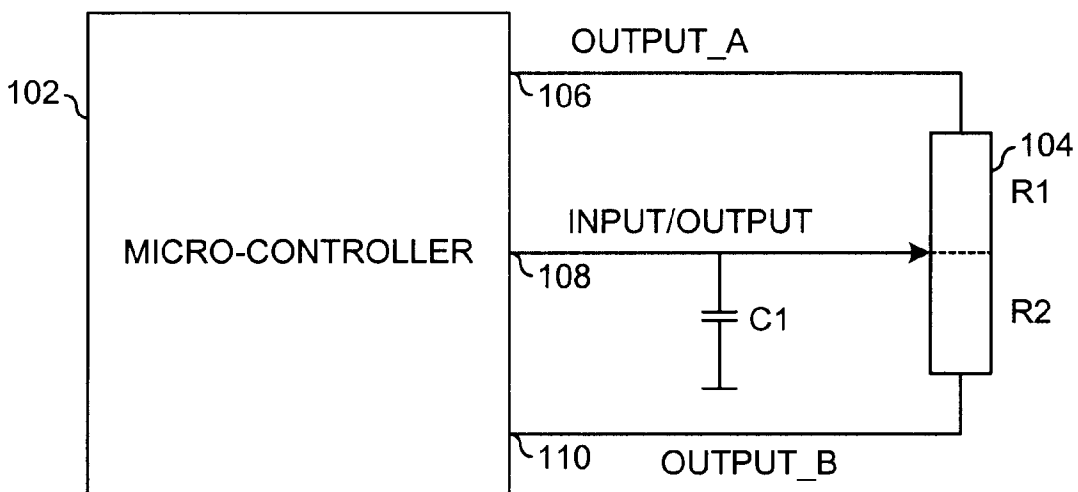 OUTPUT_A
102
106
104
R1
INPUT/OUTPUT
MICRO-CONTROLLER
108
R2
C1
110
OUTPUT_B